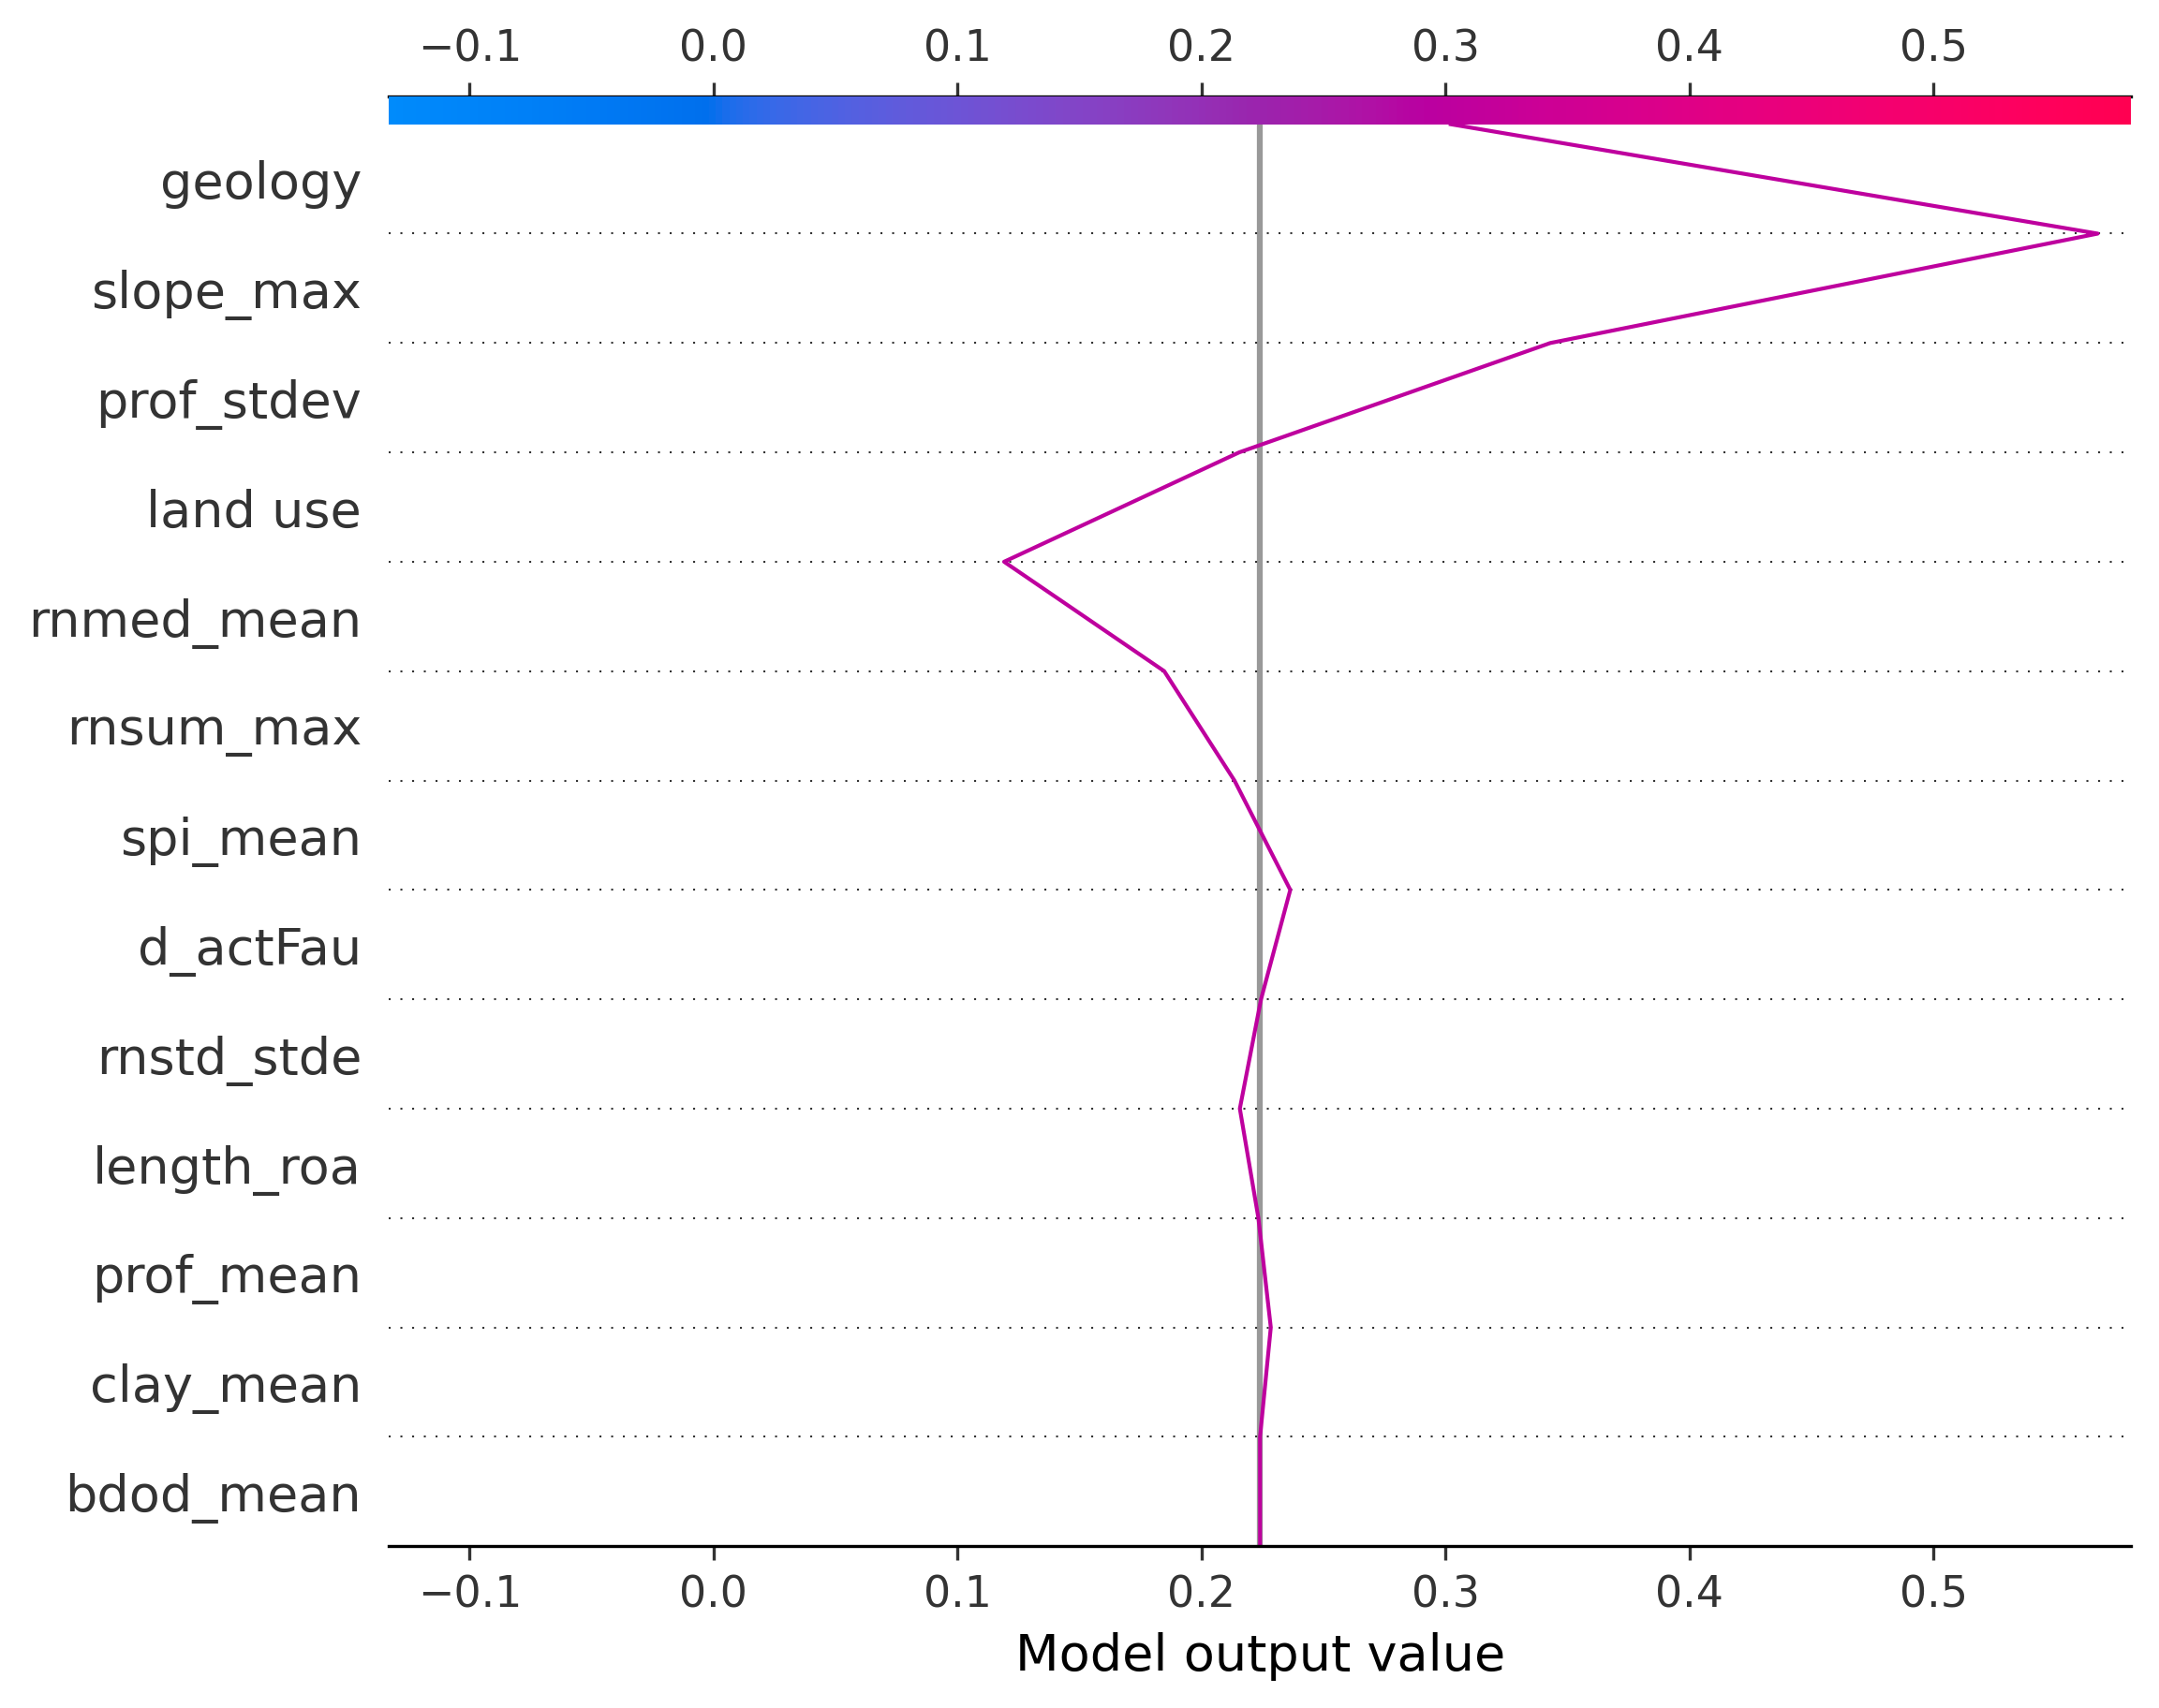 −0.1 0.0 0.1 0.2 0.3 0.4 0.5
geology
slope_max
prof_stdev
land use
rnmed_mean
rnsum_max
spi_mean
d_actFau
rnstd_stde
length_roa
prof_mean
clay_mean
bdod_mean
−0.1 0.0 0.1 0.2 0.3 0.4 0.5
Model output value